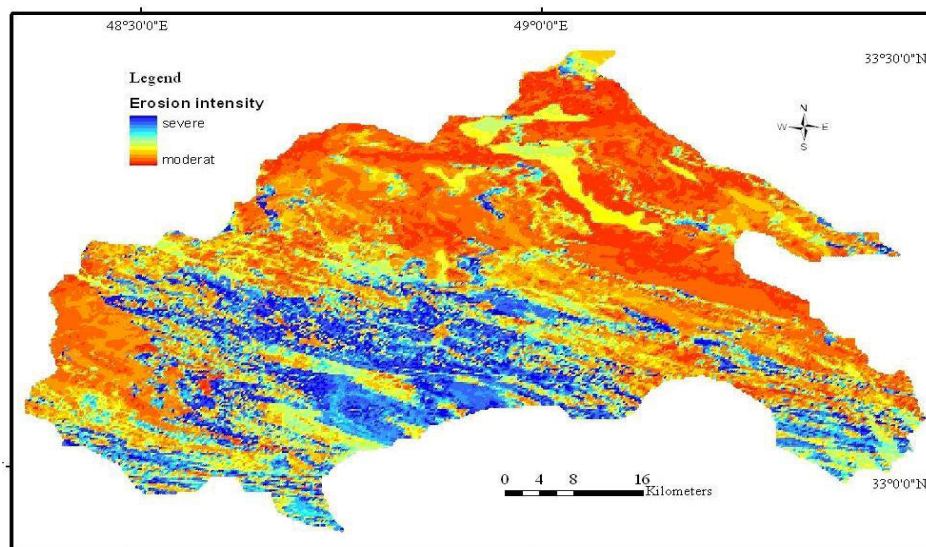 48°30'0"E
49°0'0"E
33°30'0"N
Legend
Erosion intensity
severe
moderat
N
W E
S
0 4 8 16
Kilometers
33°0'0"N